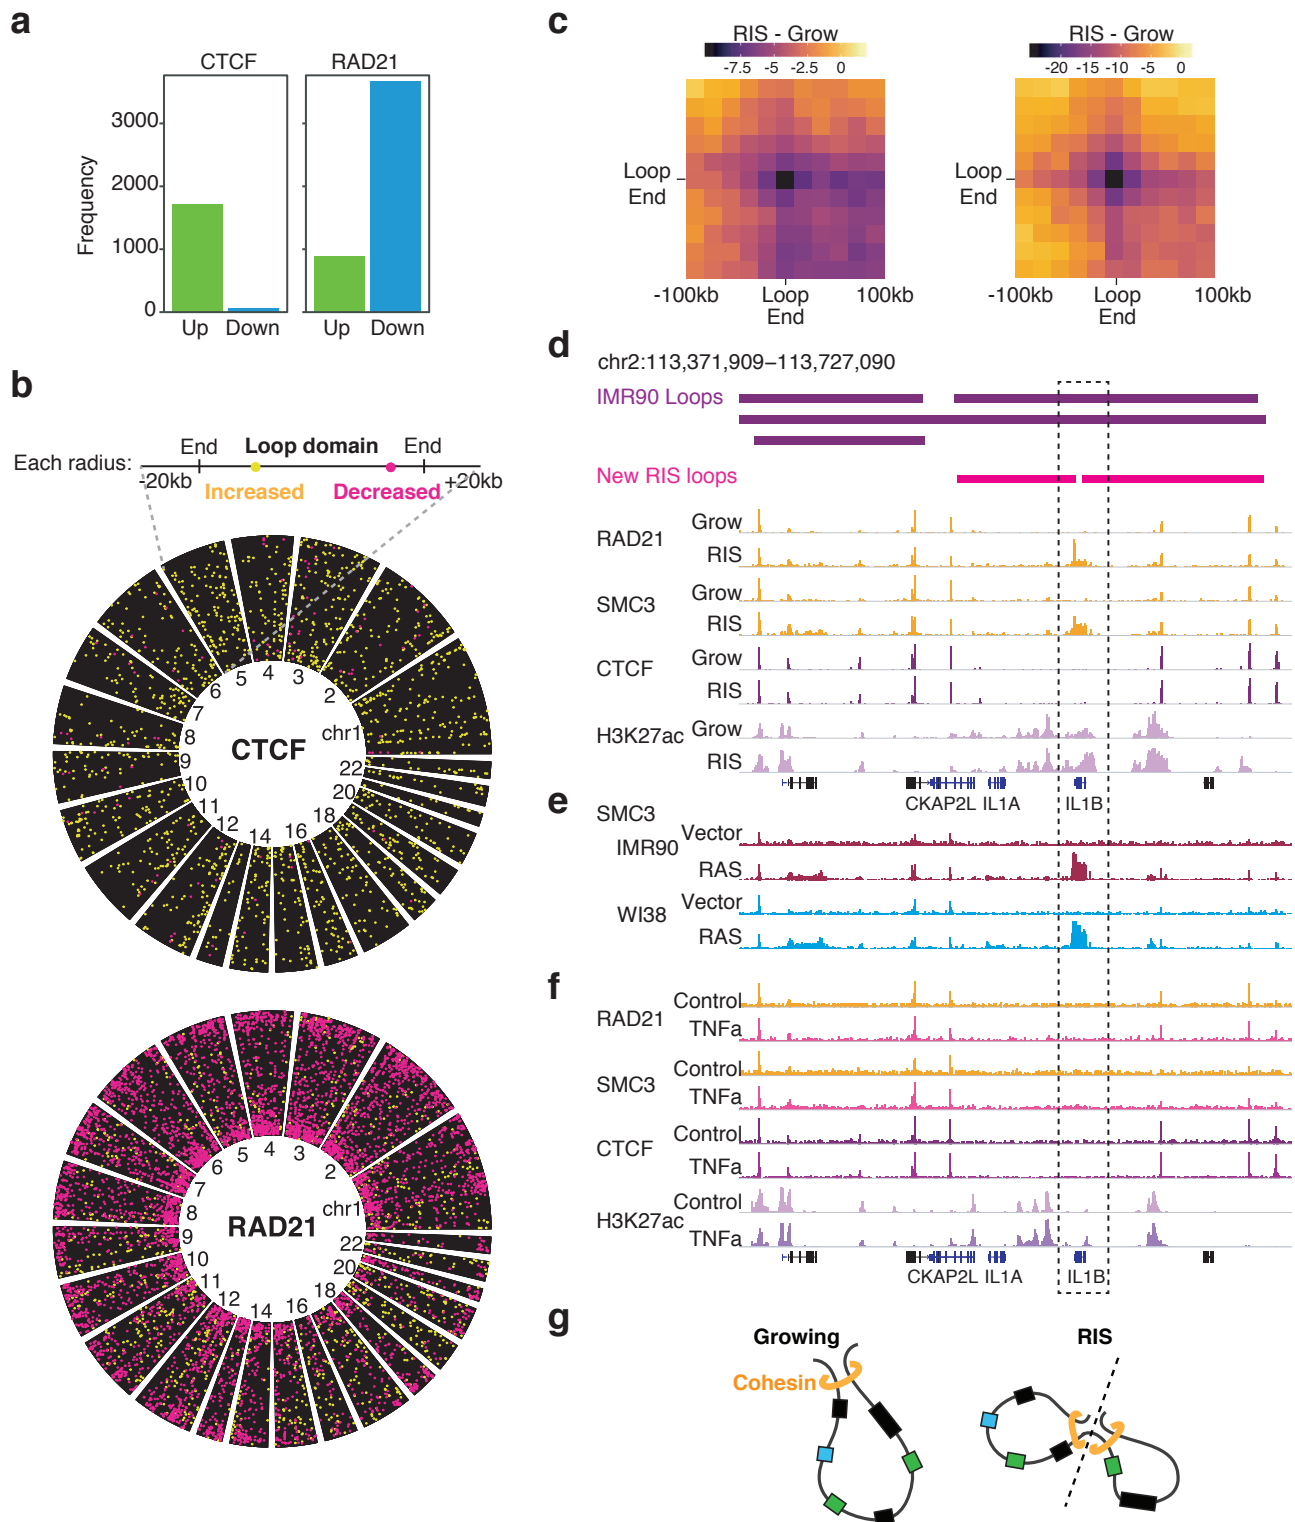 a
CTCF
RAD21
Frequency
3000
2000
1000
0
Up Down
Up Down
b
End Loop domain End
Each radius:
-20kb
+20kb
Increased
Decreased
CTCF
chr1
2
3
4
5
6
7
8
9
10
11
12
14
16
18
20
22
RAD21
chr1
2
3
4
5
6
7
8
9
10
11
12
14
16
18
20
22
c
RIS - Grow
-7.5 -5 -2.5 0
Loop
End
-100kb Loop 100kb
End
RIS - Grow
-20 -15 -10 -5 0
Loop
End
-100kb Loop 100kb
End
d
chr2:113,371,909–113,727,090
IMR90 Loops
New RIS loops
RAD21
Grow
RIS
SMC3
Grow
RIS
CTCF
Grow
RIS
H3K27ac
Grow
RIS
CKAP2L IL1A IL1B
e
SMC3
IMR90
Vector
RAS
WI38
Vector
RAS
f
RAD21
Control
TNFa
SMC3
Control
TNFa
CTCF
Control
TNFa
H3K27ac
Control
TNFa
CKAP2L IL1A IL1B
g
Growing
RIS
Cohesin